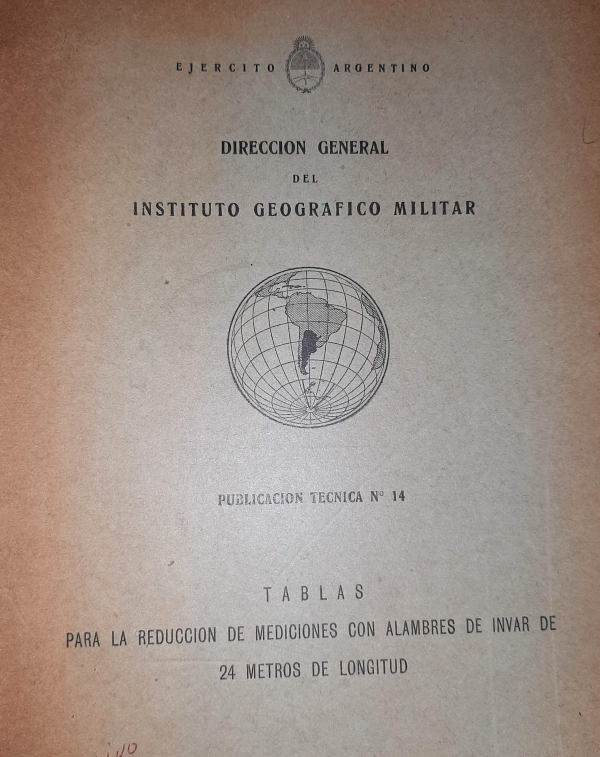 EJERCITO ARGENTINO
DIRECCION GENERAL
DEL
INSTITUTO GEOGRAFICO MILITAR
PUBLICACION TECNICA N° 14
TABLAS
PARA LA REDUCCION DE MEDICIONES CON ALAMBRES DE INVAR DE
24 METROS DE LONGITUD